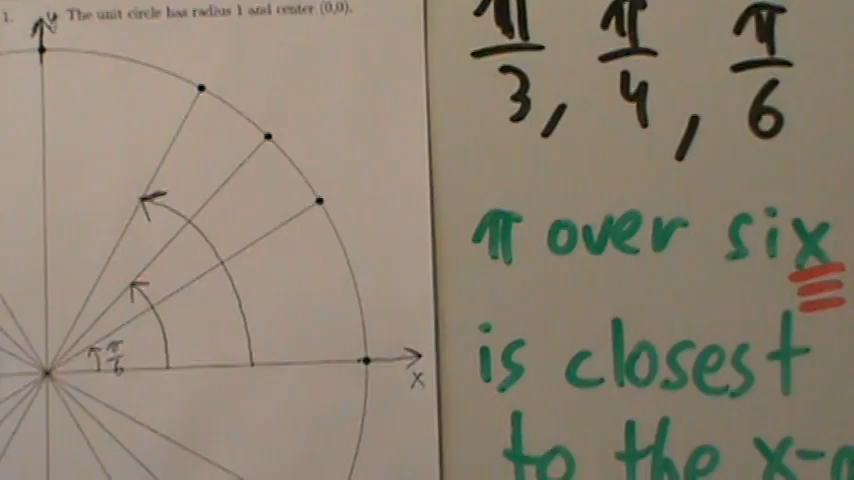 1. The unit circle has radius 1 and center (0,0).
y
π/6
x
π/3, π/4, π/6
π over six
is closest
to the x-